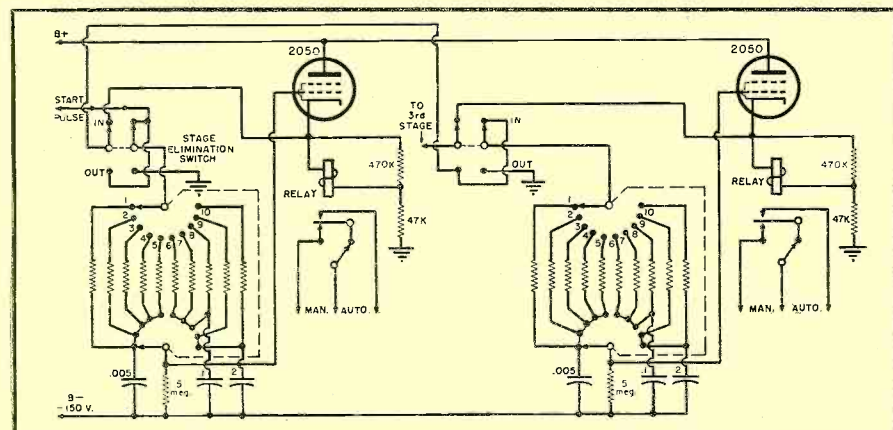 B+
2050
2050
START
PULSE
IN
STAGE
ELIMINATION
SWITCH
OUT
TO
3rd
STAGE
IN
OUT
470K
RELAY
47K
470K
RELAY
47K
1
2
3
4
5
6
7
8
9
10
1
2
3
4
5
6
7
8
9
10
MAN.
AUTO.
MAN.
AUTO.
.005
5
meg.
.1
.2
.005
5
meg.
.1
.2
B-
-150 V.